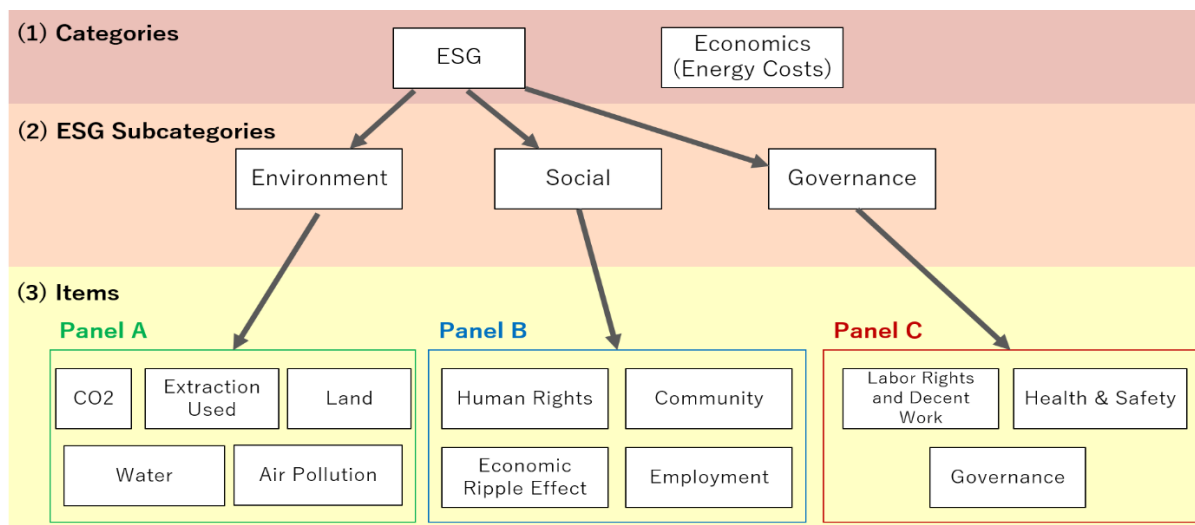 (1) Categories
ESG
Economics
(Energy Costs)
(2) ESG Subcategories
Environment
Social
Governance
(3) Items
Panel A
Panel B
Panel C
CO2
Extraction
Used
Land
Water
Air Pollution
Human Rights
Community
Economic
Ripple Effect
Employment
Labor Rights
and Decent
Work
Health & Safety
Governance